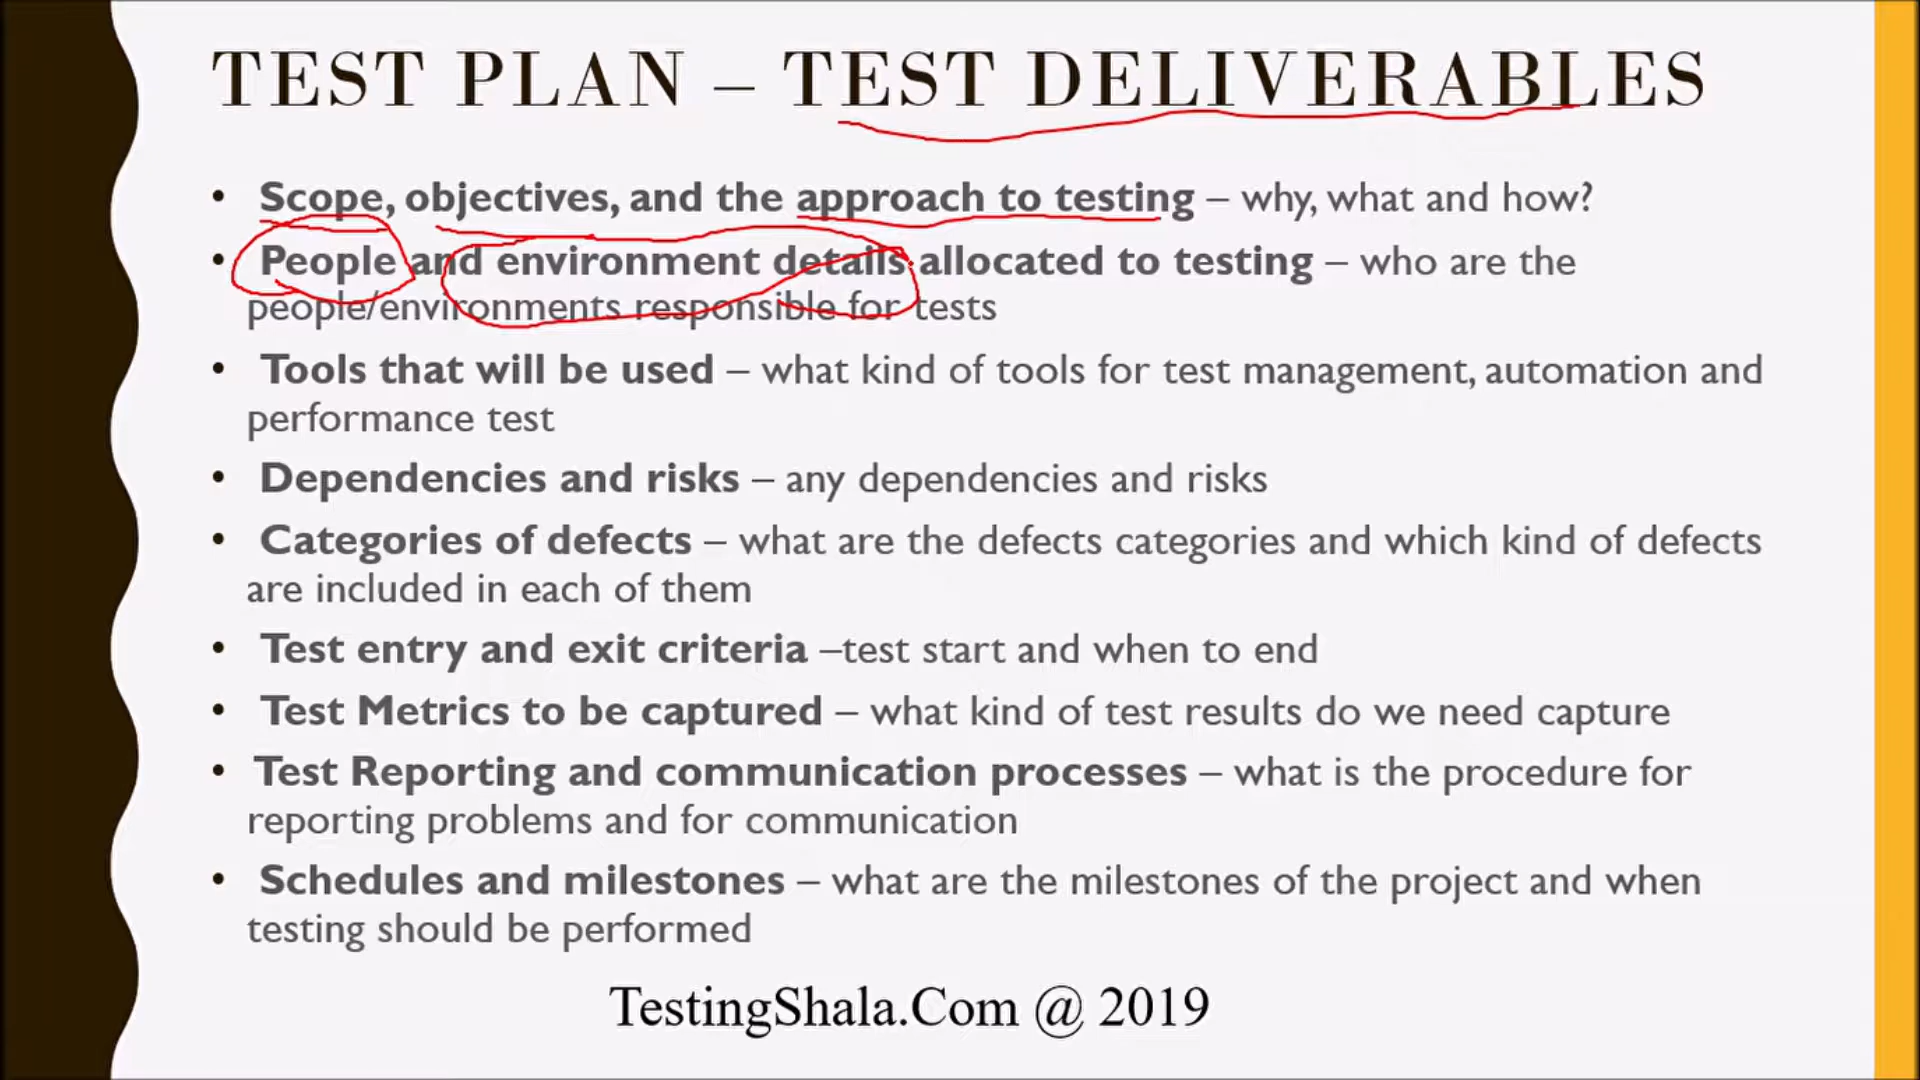 TEST PLAN – TEST DELIVERABLES
• Scope, objectives, and the approach to testing – why, what and how?
• People and environment details allocated to testing – who are the
people/environments responsible for tests
• Tools that will be used – what kind of tools for test management, automation and
performance test
• Dependencies and risks – any dependencies and risks
• Categories of defects – what are the defects categories and which kind of defects
are included in each of them
• Test entry and exit criteria –test start and when to end
• Test Metrics to be captured – what kind of test results do we need capture
• Test Reporting and communication processes – what is the procedure for
reporting problems and for communication
• Schedules and milestones – what are the milestones of the project and when
testing should be performed
TestingShala.Com @ 2019